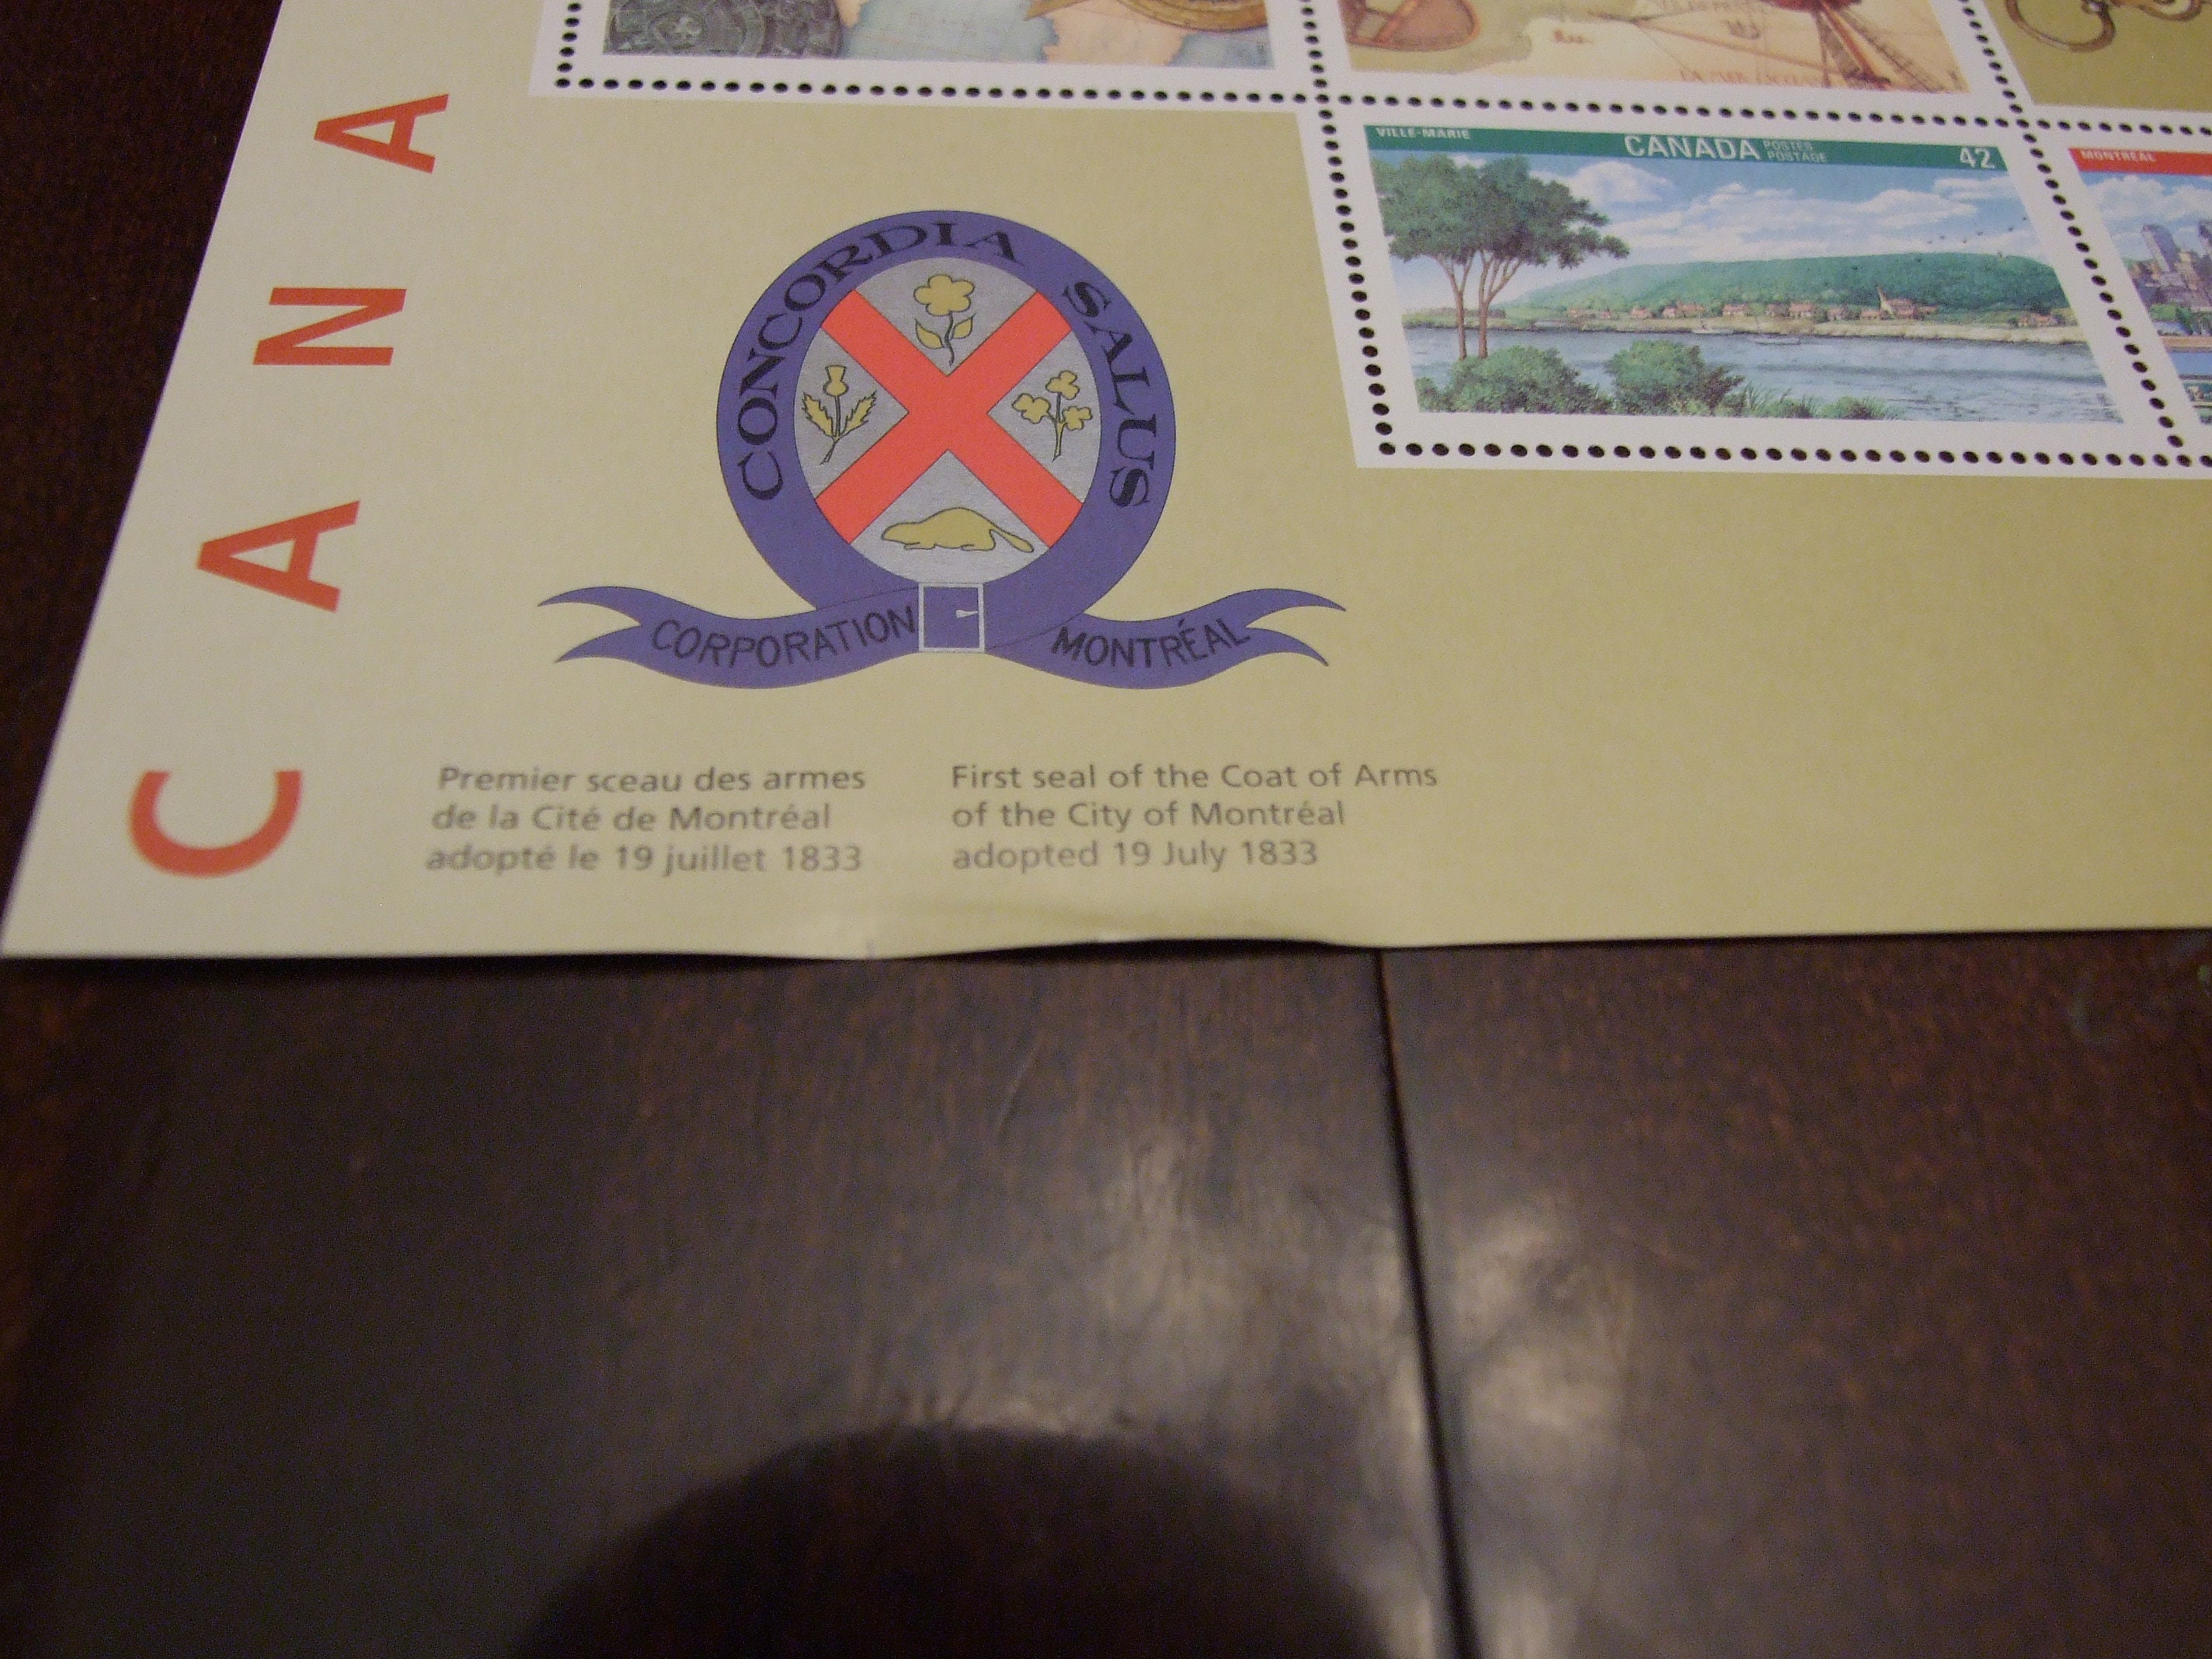 VILLE-MARIE
CANADA
POSTES
POSTAGE
42
MONTRÉAL
CANA
CONCORDIA SALUS
CORPORATION MONTRÉAL
Premier sceau des armes
de la Cité de Montréal
adopté le 19 juillet 1833
First seal of the Coat of Arms
of the City of Montréal
adopted 19 July 1833